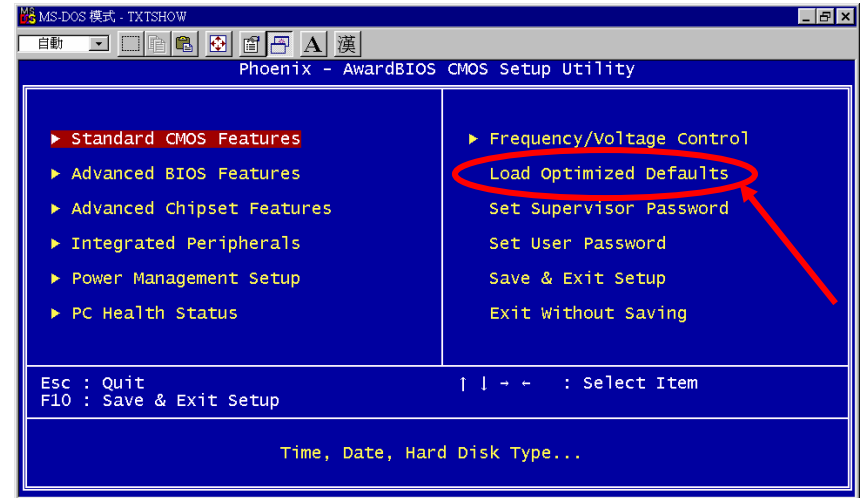 MS-DOS 模式 - TXTSHOW
自動
A 漢
Phoenix - AwardBIOS CMOS Setup Utility
Standard CMOS Features
Advanced BIOS Features
Advanced Chipset Features
Integrated Peripherals
Power Management Setup
PC Health Status
Frequency/Voltage Control
Load Optimized Defaults
Set Supervisor Password
Set User Password
Save & Exit Setup
Exit Without Saving
Esc : Quit
F10 : Save & Exit Setup
↑ ↓ → ← : Select Item
Time, Date, Hard Disk Type...